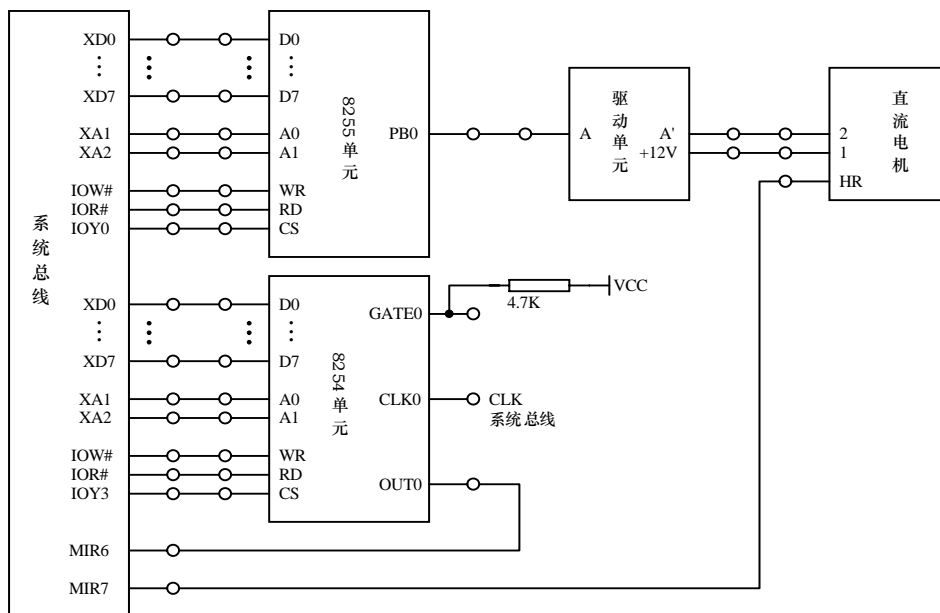 系统总线
XD0
XD7
XA1
XA2
IOW#
IOR#
IOY0
XD0
XD7
XA1
XA2
IOW#
IOR#
IOY3
MIR6
MIR7
D0
D7
A0
A1
WR
RD
CS
8255单元
PB0
D0
D7
A0
A1
WR
RD
CS
8254单元
GATE0
CLK0
OUT0
4.7K
VCC
CLK
系统总线
A
驱动单元
A'
+12V
2
1
HR
直流电机